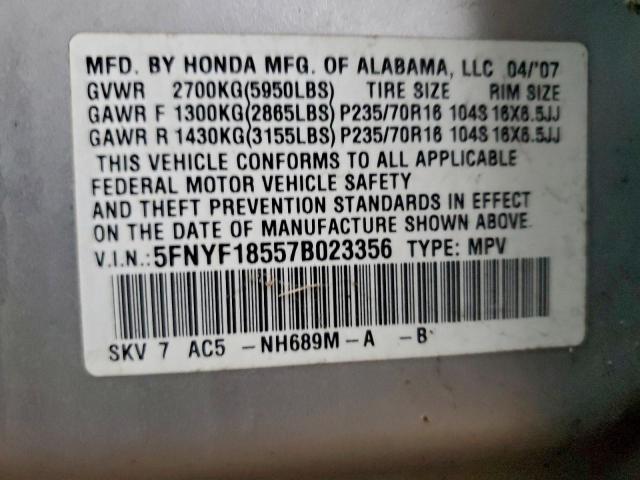 MFD. BY HONDA MFG. OF ALABAMA, LLC 04/'07
GVWR 2700KG(5950LBS) TIRE SIZE RIM SIZE
GAWR F 1300KG(2865LBS) P235/70R16 104S 16X6.5JJ
GAWR R 1430KG(3155LBS) P235/70R16 104S 16X6.5JJ
THIS VEHICLE CONFORMS TO ALL APPLICABLE
FEDERAL MOTOR VEHICLE SAFETY
AND THEFT PREVENTION STANDARDS IN EFFECT
ON THE DATE OF MANUFACTURE SHOWN ABOVE.
V.I.N.: 5FNYF18557B023356 TYPE: MPV
SKV 7 AC5 -NH689M-A -B